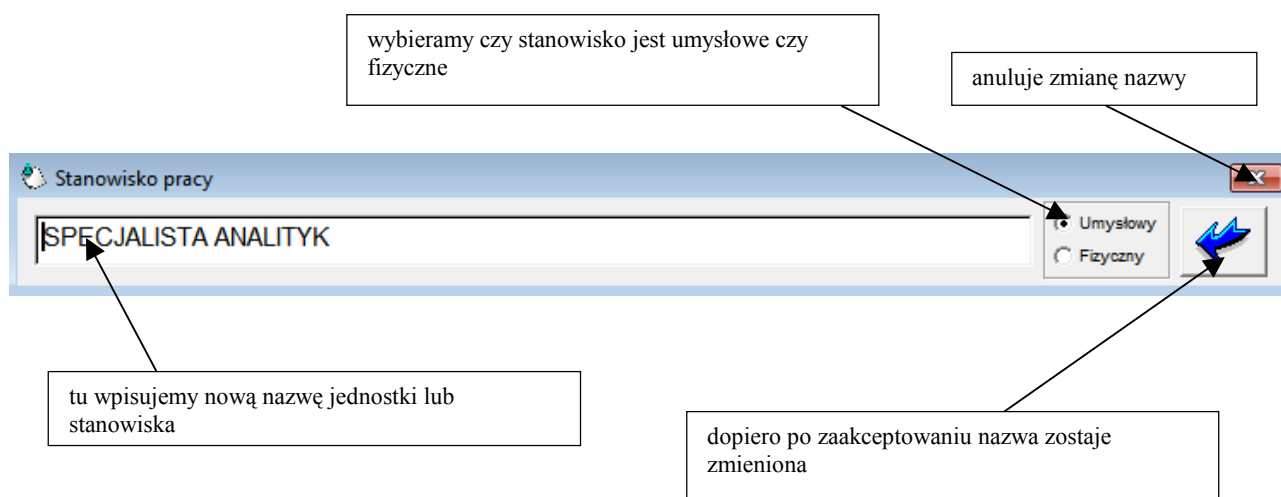 wybieramy czy stanowisko jest umysłowe czy
fizyczne
anuluje zmianę nazwy
Stanowisko pracy
SPECJALISTA ANALITYK
Umysłowy
Fizyczny
tu wpisujemy nową nazwę jednostki lub
stanowiska
dopiero po zaakceptowaniu nazwa zostaje
zmieniona